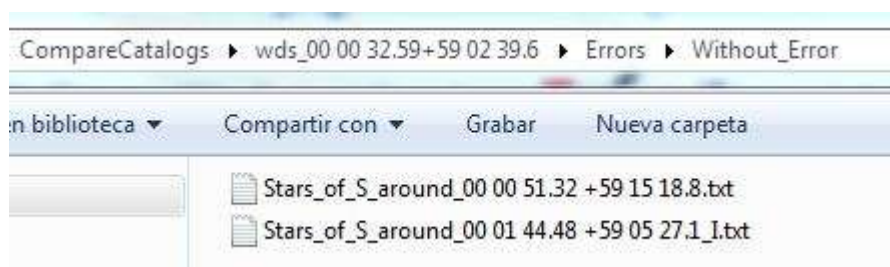 CompareCatalogs ▸ wds_00 00 32.59+59 02 39.6 ▸ Errors ▸ Without_Error
en biblioteca ▾ Compartir con ▾ Grabar Nueva carpeta
Stars_of_S_around_00 00 51.32 +59 15 18.8.txt
Stars_of_S_around_00 01 44.48 +59 05 27.1_I.txt